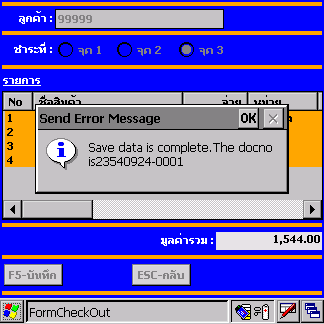 ลูกค้า : 99999
ชำระที่ : จุด 1 จุด 2 จุด 3
รายการ
No ชื่อสินค้า จ่าย หน่วย
1
2
3
4
Send Error Message OK
Save data is complete.The docno
is23540924-0001
มูลค่ารวม : 1,544.00
F5-บันทึก ESC-กลับ
FormCheckOut